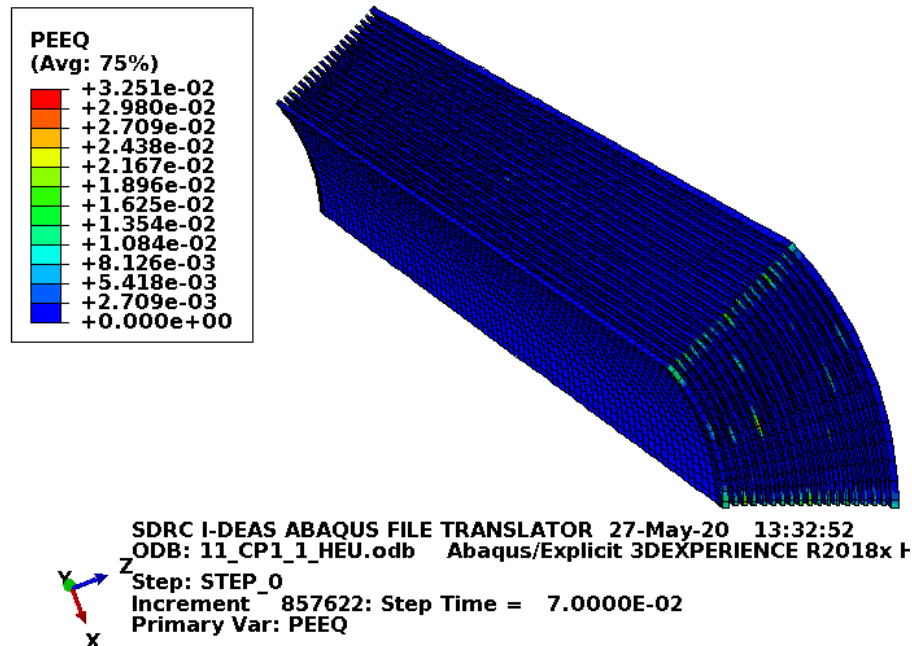 PEEQ
(Avg: 75%)
+3.251e-02
+2.980e-02
+2.709e-02
+2.438e-02
+2.167e-02
+1.896e-02
+1.625e-02
+1.354e-02
+1.084e-02
+8.126e-03
+5.418e-03
+2.709e-03
+0.000e+00
SDRC I-DEAS ABAQUS FILE TRANSLATOR 27-May-20 13:32:52
ODB: 11_CP1_1_HEU.odb Abaqus/Explicit 3DEXPERIENCE R2018x H
Y Z
Step: STEP_0
Increment 857622: Step Time = 7.0000E-02
Primary Var: PEEQ
X